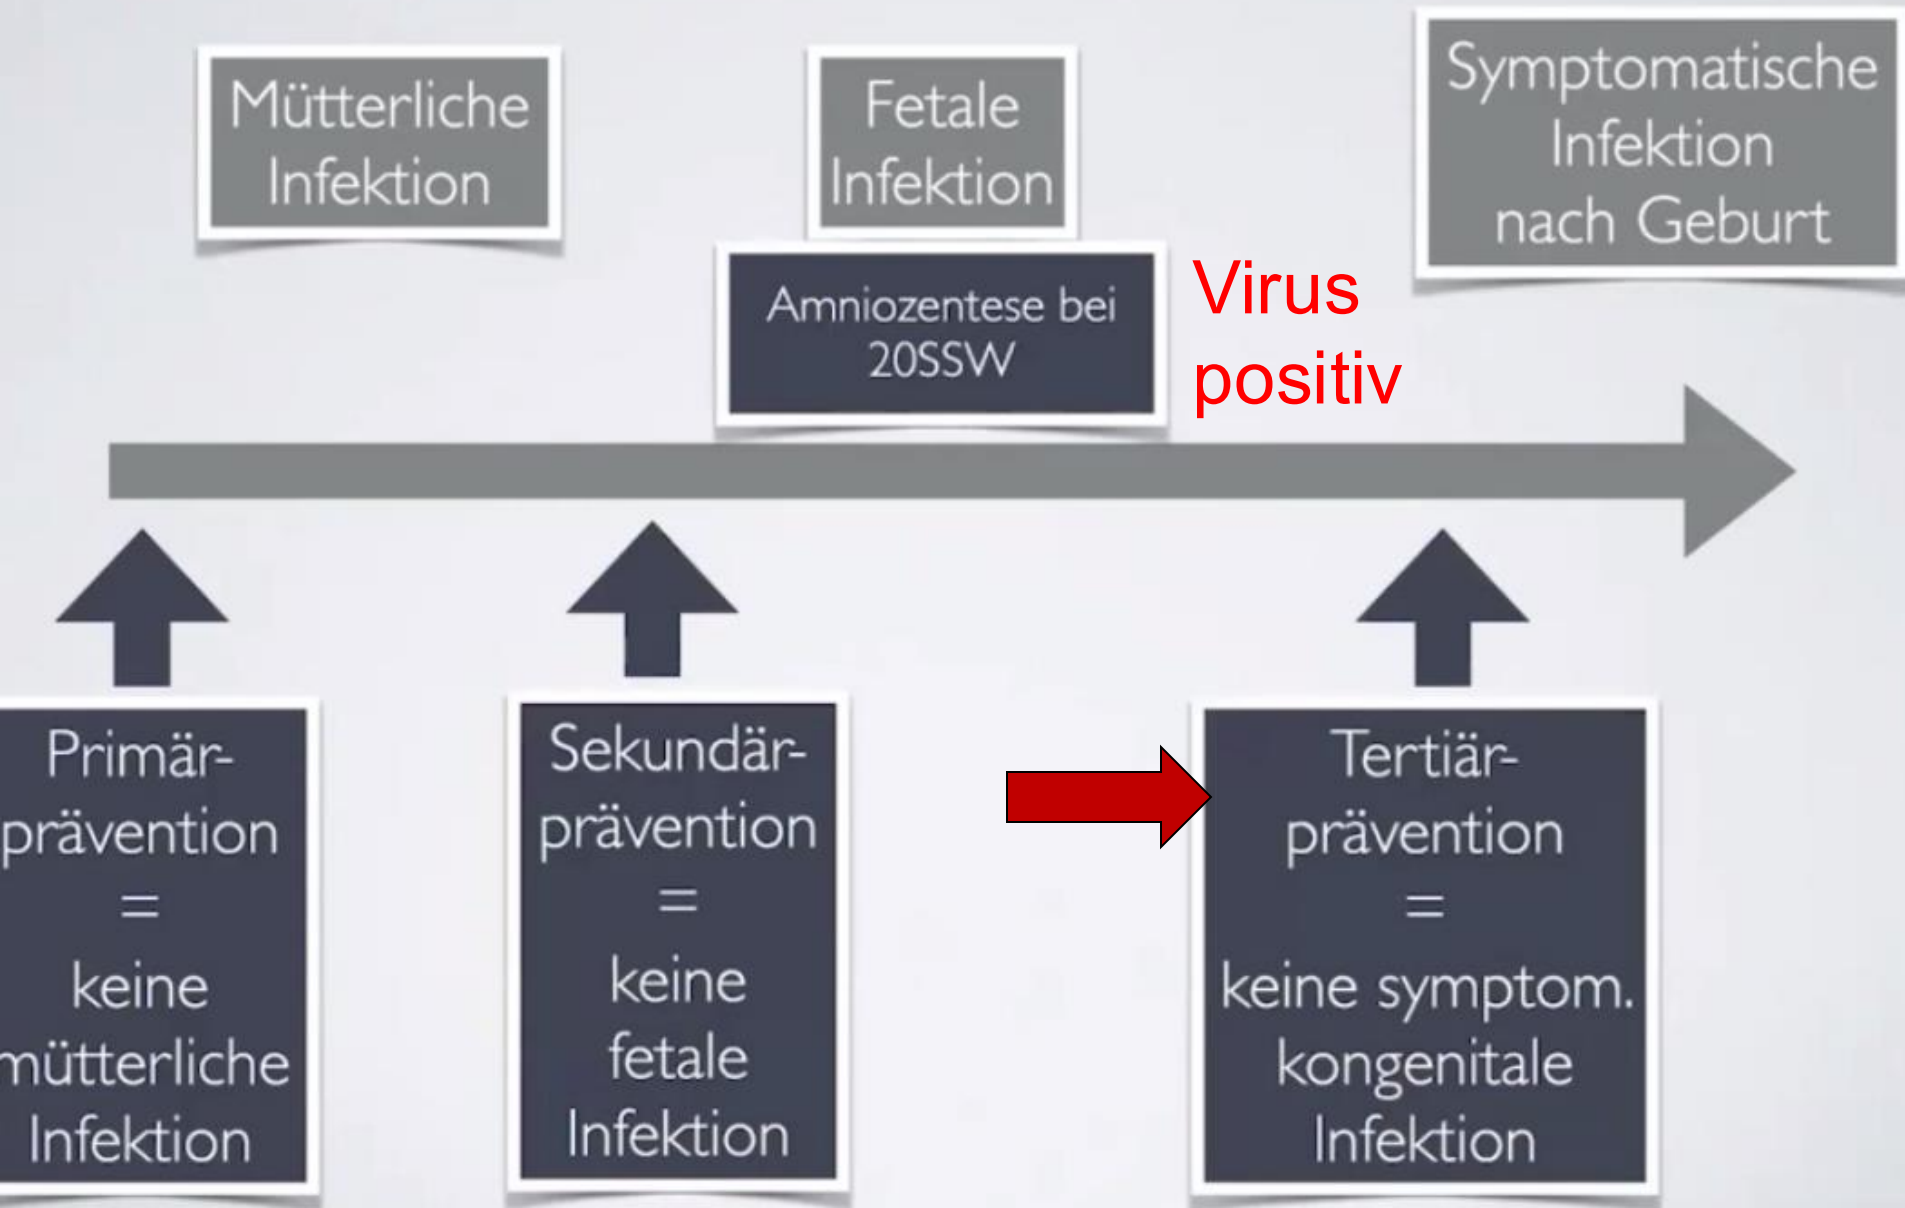 Mütterliche
Infektion
Fetale
Infektion
Symptomatische
Infektion
nach Geburt
Amniozentese bei
20SSW
Virus
positiv
Primär-
prävention
=
keine
mütterliche
Infektion
Sekundär-
prävention
=
keine
fetale
Infektion
Tertiär-
prävention
=
keine symptom.
kongenitale
Infektion